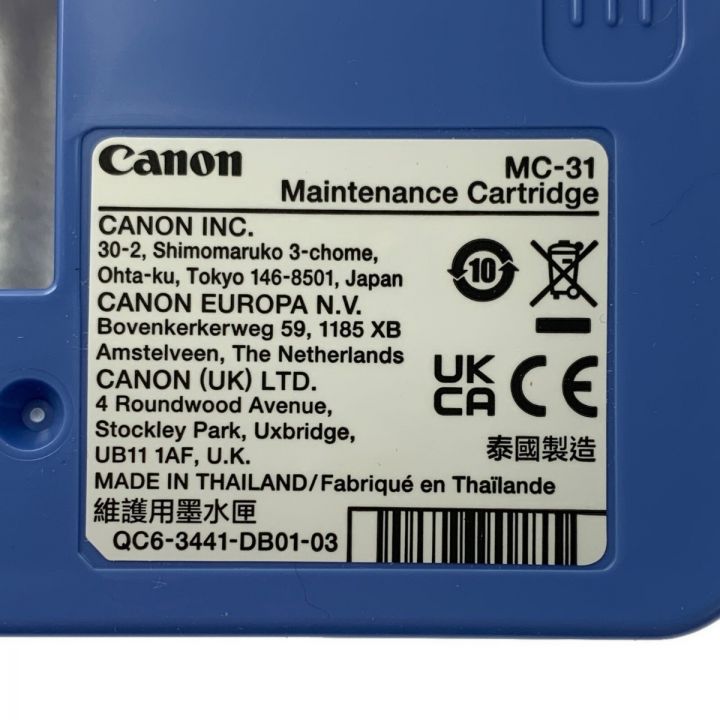 Canon
MC-31
Maintenance Cartridge
CANON INC.
30-2, Shimomaruko 3-chome,
Ohta-ku, Tokyo 146-8501, Japan
CANON EUROPA N.V.
Bovenkerkerweg 59, 1185 XB
Amstelveen, The Netherlands
CANON (UK) LTD.
4 Roundwood Avenue,
Stockley Park, Uxbridge,
UB11 1AF, U.K.
10
UK
CA
CE
泰國製造
MADE IN THAILAND/Fabriqué en Thaïlande
維護用墨水匣
QC6-3441-DB01-03